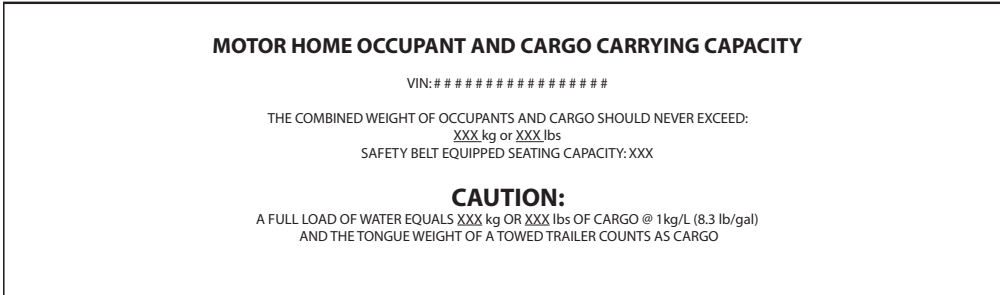 MOTOR HOME OCCUPANT AND CARGO CARRYING CAPACITY
VIN: # # # # # # # # # # # # # # # # #
THE COMBINED WEIGHT OF OCCUPANTS AND CARGO SHOULD NEVER EXCEED:
XXX kg or XXX lbs
SAFETY BELT EQUIPPED SEATING CAPACITY: XXX
CAUTION:
A FULL LOAD OF WATER EQUALS XXX kg OR XXX lbs OF CARGO @ 1kg/L (8.3 lb/gal)
AND THE TONGUE WEIGHT OF A TOWED TRAILER COUNTS AS CARGO